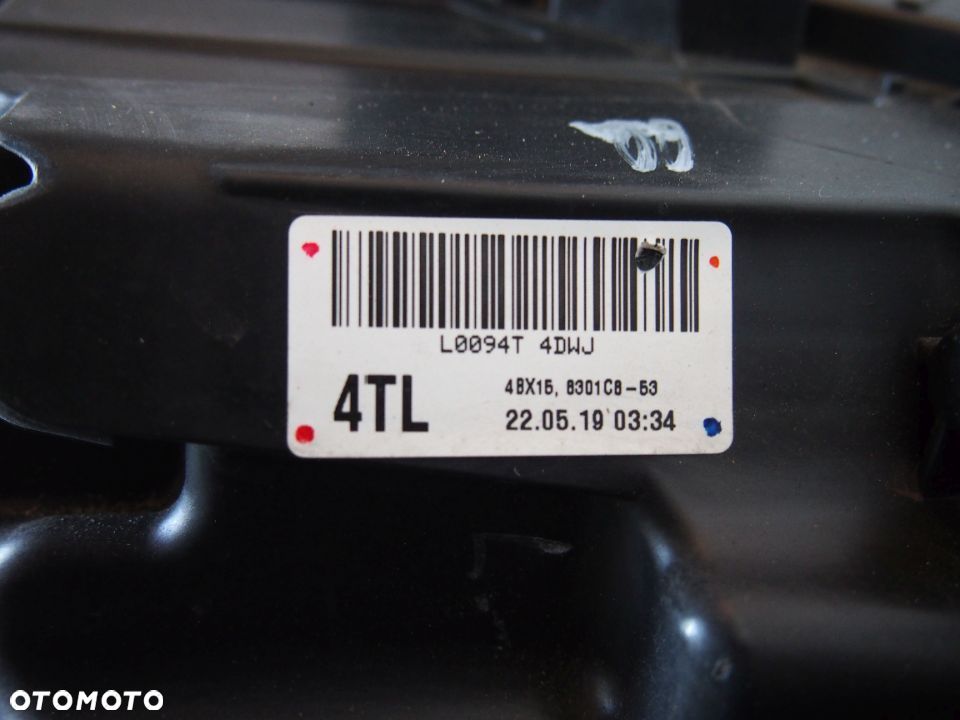 L0094T 4DWJ
4TL
4BX15, 8301C8-53
22.05.19 03:34
OTOMOTO